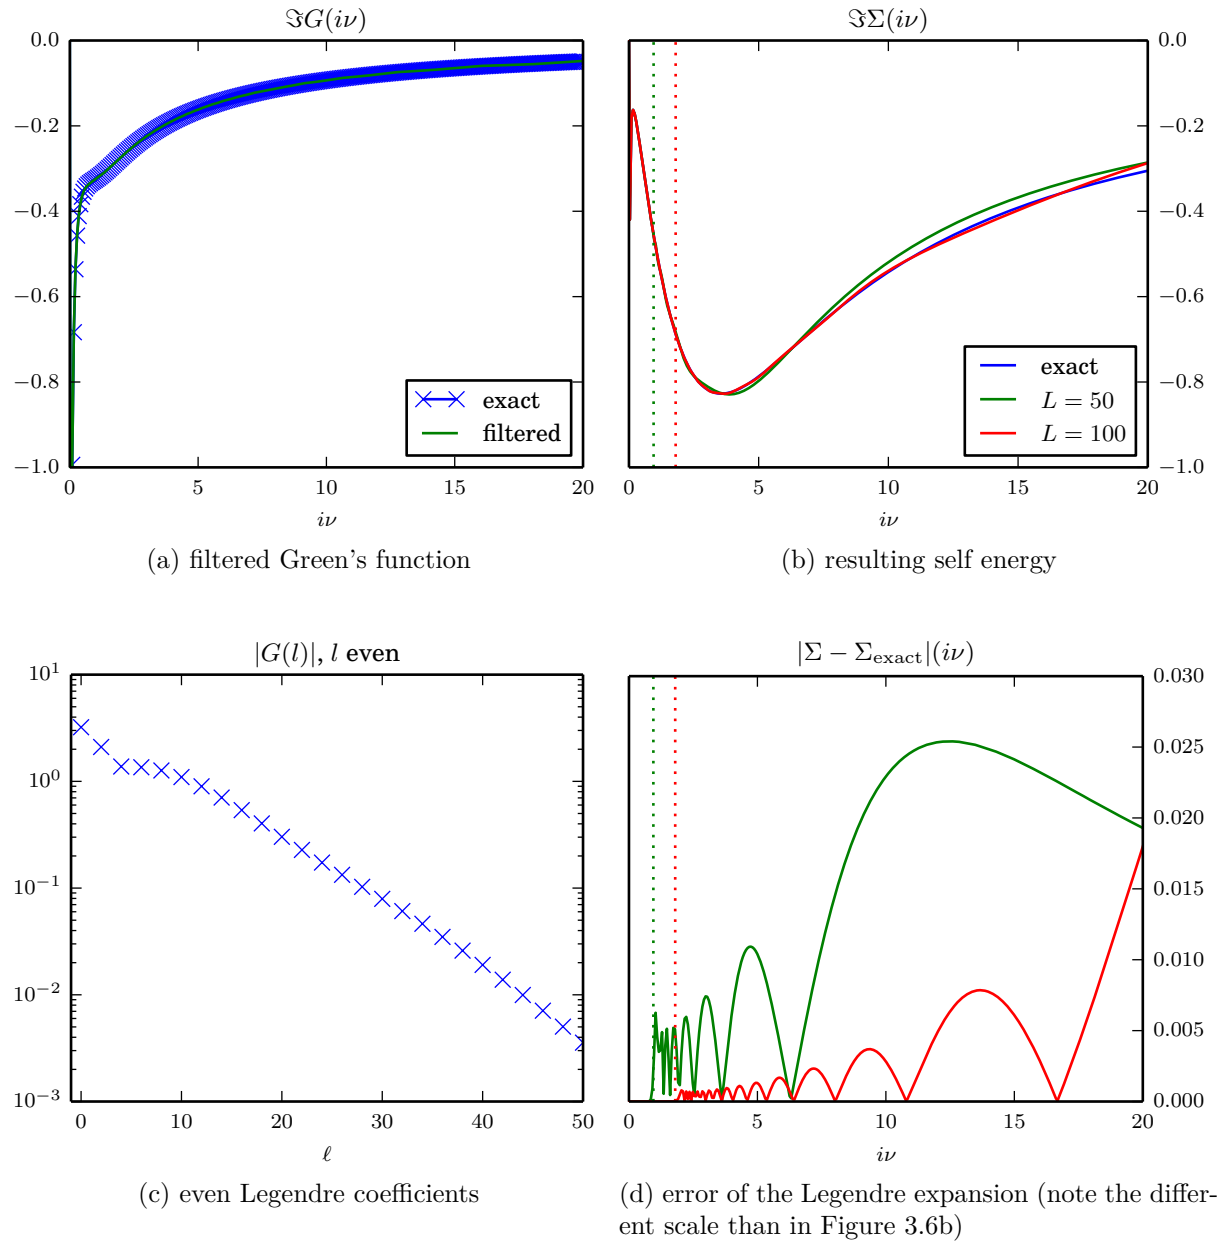 ℑG(iν)
0.0
−0.2
−0.4
−0.6
−0.8
−1.0
0 5 10 15 20
iν
exact
filtered
(a) filtered Green's function
ℑΣ(iν)
0.0
−0.2
−0.4
−0.6
−0.8
−1.0
0 5 10 15 20
iν
exact
L = 50
L = 100
(b) resulting self energy
|G(l)|, l even
10^1
10^0
10^−1
10^−2
10^−3
0 10 20 30 40 50
ℓ
(c) even Legendre coefficients
|Σ − Σ_exact|(iν)
0.030
0.025
0.020
0.015
0.010
0.005
0.000
0 5 10 15 20
iν
(d) error of the Legendre expansion (note the differ-
ent scale than in Figure 3.6b)